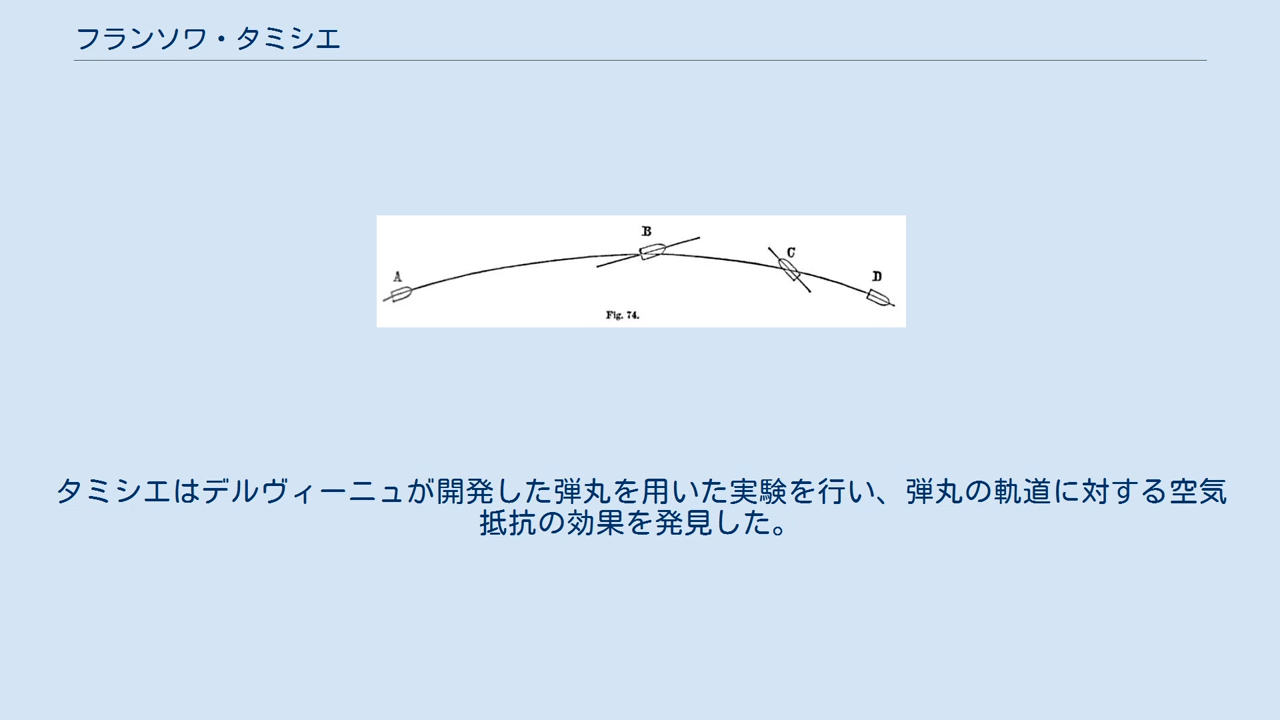 フランソワ・タミシエ
A
B
C
D
Fig. 74.
タミシエはデルヴィーニュが開発した弾丸を用いた実験を行い、弾丸の軌道に対する空気
抵抗の効果を発見した。